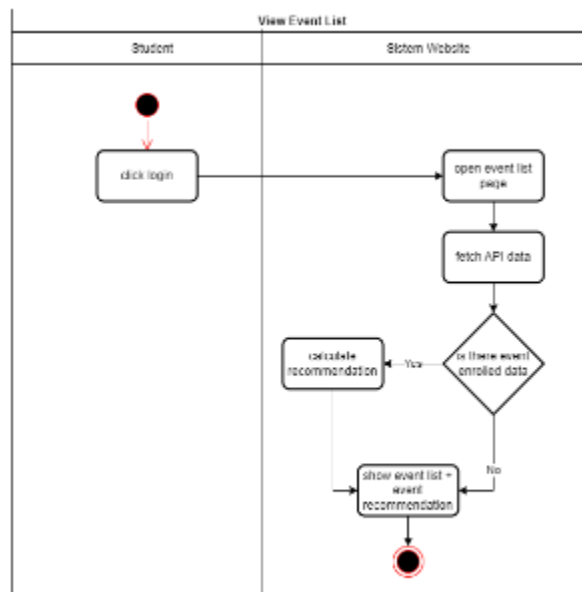 View Event List
Student
Sistem Website
click login
open event list
page
fetch API data
is there event
enrolled data
Yes
calculate
recommendation
No
show event list +
event
recommendation